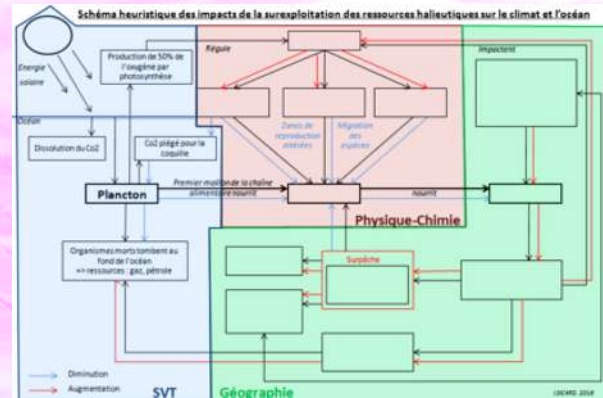 Schéma heuristique des impacts de la surexploitation des ressources halieutiques sur le climat et l'océan
Energie
solaire
Production de 50% de
l'oxygène par
photosynthèse
Régule
Impactent
Océan
Dissolution du Co2
Co2 piégé pour la
coquille
Zones de
reproduction
altérées
Migration
des
espèces
Plancton
Premier maillon de la chaîne
alimentaire nourrit
nourrit
Physique-Chimie
Organismes morts tombent au
fond de l'océan
=> ressources : gaz, pétrole
Surpêche
Diminution
Augmentation
SVT
Géographie